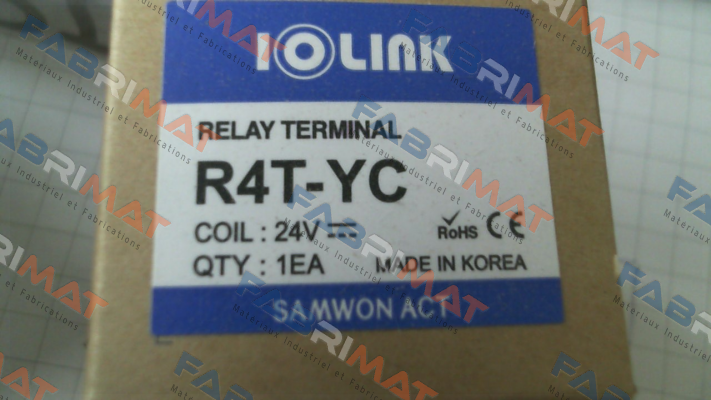 IOLINK
RELAY TERMINAL
R4T-YC
COIL : 24V
RoHS CE
QTY : 1EA
MADE IN KOREA
SAMWON ACT
FABRIMAT
Materiaux Industriel et Fabrications